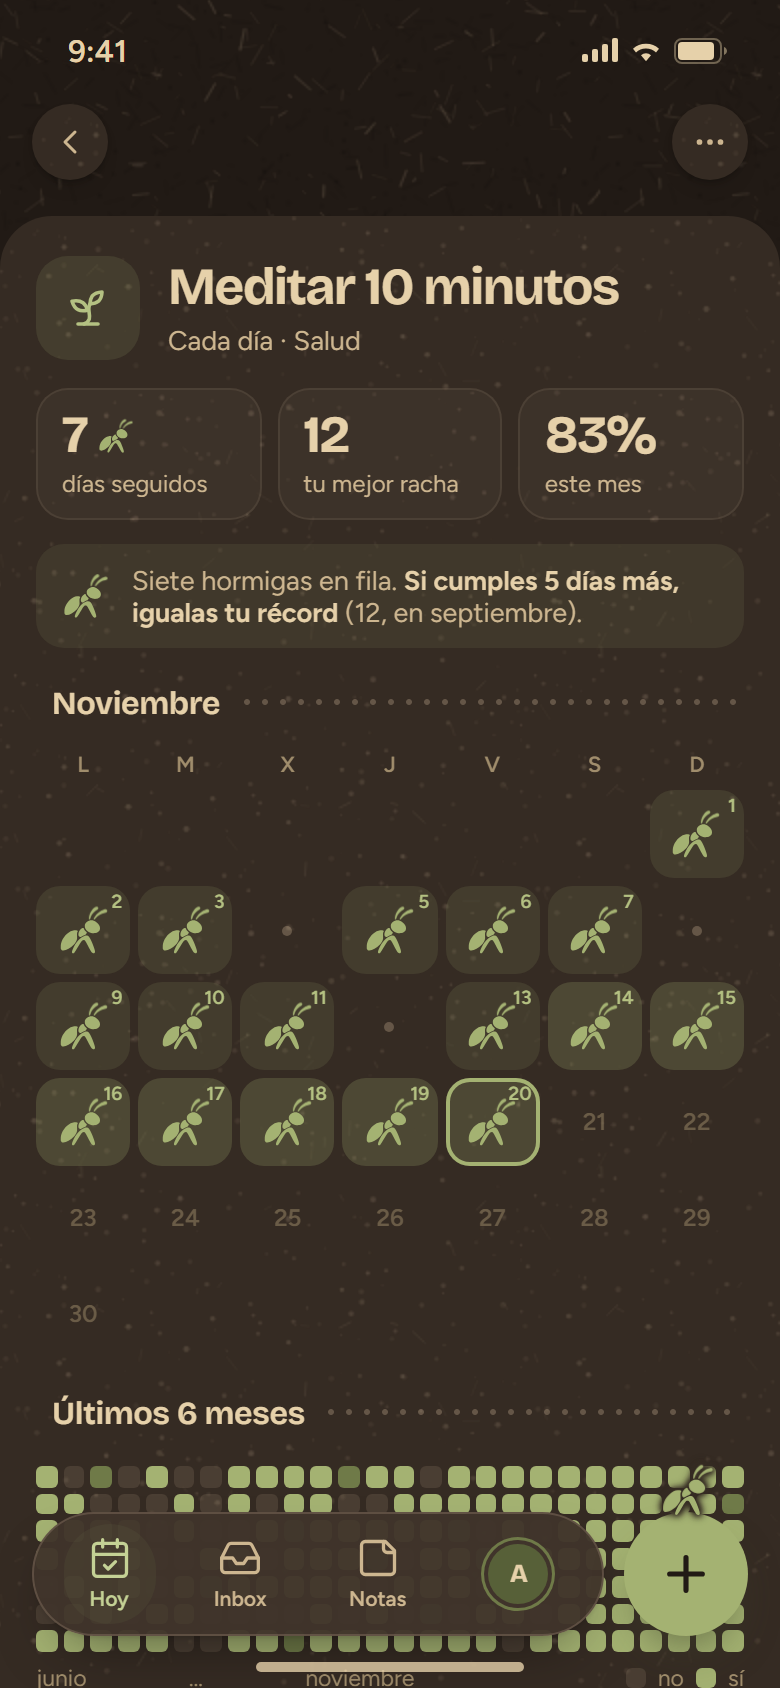 9:41
Meditar 10 minutos
Cada día · Salud
7
días seguidos
12
tu mejor racha
83%
este mes
Siete hormigas en fila. Si cumples 5 días más,
igualas tu récord (12, en septiembre).
Noviembre
L M X J V S D
1
2 3 5 6 7
9 10 11 13 14 15
16 17 18 19 20 21 22
23 24 25 26 27 28 29
30
Últimos 6 meses
Hoy Inbox Notas A
junio ... noviembre no sí